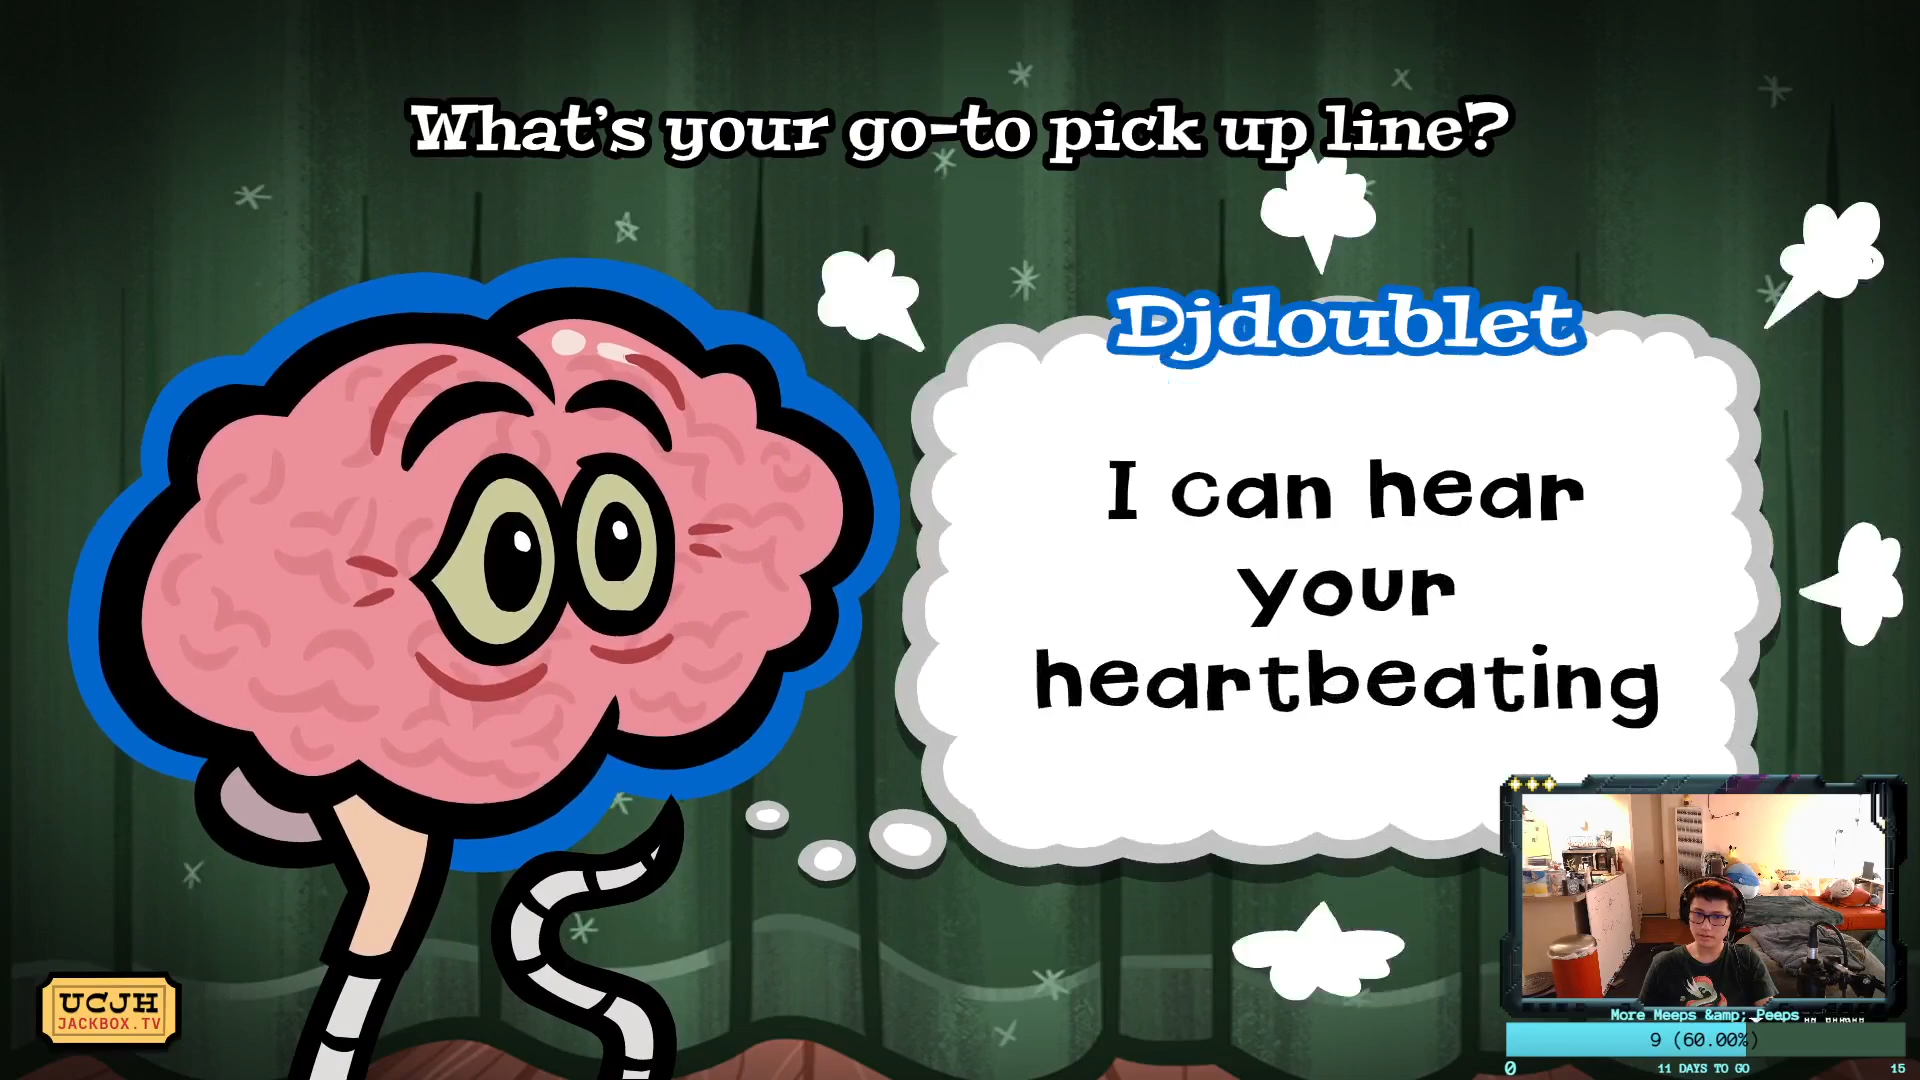 What's your go-to pick up line?
Djdoublet
I can hear
your
heartbeating
UCJH
JACKBOX.TV
More Meeps &amp; Peeps
9 (60.00%)
0
11 DAYS TO GO
15